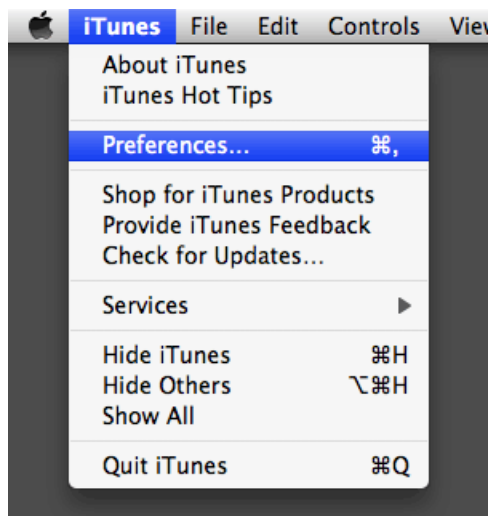 iTunes File Edit Controls View
About iTunes
iTunes Hot Tips
Preferences... ⌘,
Shop for iTunes Products
Provide iTunes Feedback
Check for Updates...
Services
Hide iTunes ⌘H
Hide Others ⌥⌘H
Show All
Quit iTunes ⌘Q